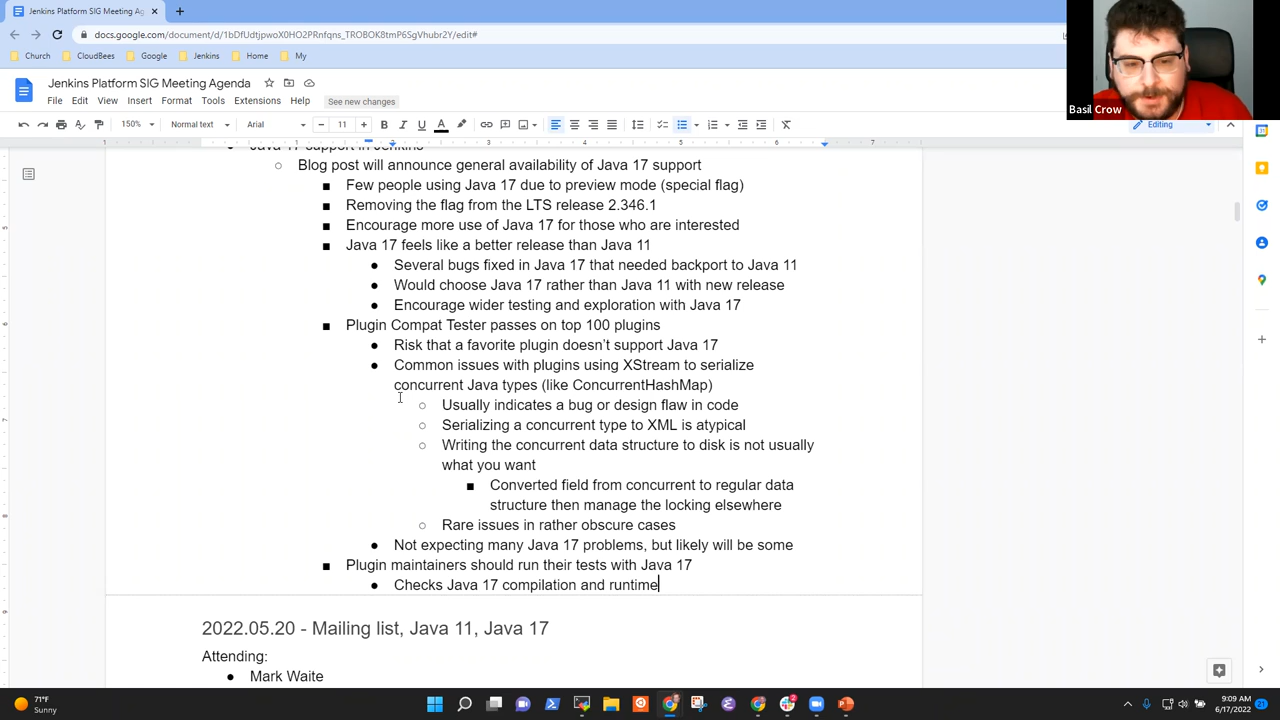 Jenkins Platform SIG Meeting Ag
docs.google.com/document/d/1bDfUdtjpwoX0HO2PRnfqns_TROBOK8tmP6SgVhubr2Y/edit#
Church
CloudBees
Google
Jenkins
Home
My
Jenkins Platform SIG Meeting Agenda
File Edit View Insert Format Tools Extensions Help
See new changes
150%
Normal text
Arial
11
Editing
Basil Crow
Java 17 support in Jenkins
Blog post will announce general availability of Java 17 support
Few people using Java 17 due to preview mode (special flag)
Removing the flag from the LTS release 2.346.1
Encourage more use of Java 17 for those who are interested
Java 17 feels like a better release than Java 11
Several bugs fixed in Java 17 that needed backport to Java 11
Would choose Java 17 rather than Java 11 with new release
Encourage wider testing and exploration with Java 17
Plugin Compat Tester passes on top 100 plugins
Risk that a favorite plugin doesn't support Java 17
Common issues with plugins using XStream to serialize
concurrent Java types (like ConcurrentHashMap)
Usually indicates a bug or design flaw in code
Serializing a concurrent type to XML is atypical
Writing the concurrent data structure to disk is not usually
what you want
Converted field from concurrent to regular data
structure then manage the locking elsewhere
Rare issues in rather obscure cases
Not expecting many Java 17 problems, but likely will be some
Plugin maintainers should run their tests with Java 17
Checks Java 17 compilation and runtime
2022.05.20 - Mailing list, Java 11, Java 17
Attending:
Mark Waite
71°F
Sunny
9:09 AM
6/17/2022